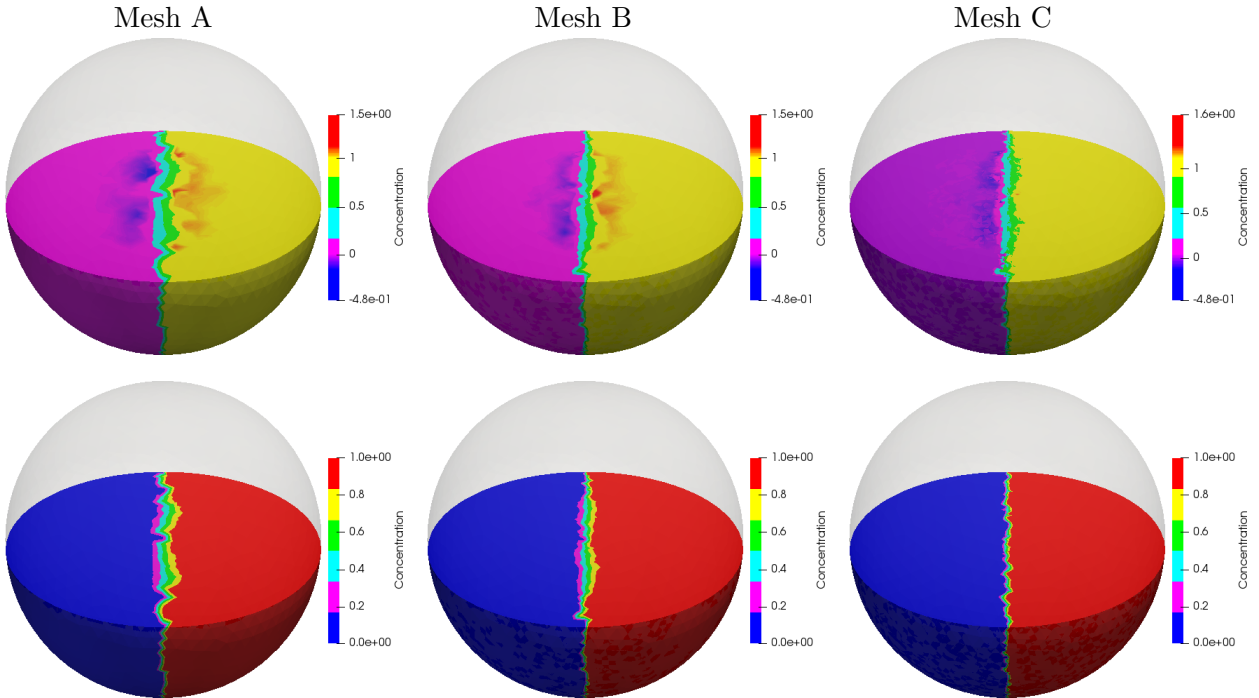 Mesh A
Mesh B
Mesh C
1.5e+00
1
0.5
0
-4.8e-01
Concentration
1.5e+00
1
0.5
0
-4.8e-01
Concentration
1.6e+00
1
0.5
0
-4.8e-01
Concentration
1.0e+00
0.8
0.6
0.4
0.2
0.0e+00
Concentration
1.0e+00
0.8
0.6
0.4
0.2
0.0e+00
Concentration
1.0e+00
0.8
0.6
0.4
0.2
0.0e+00
Concentration